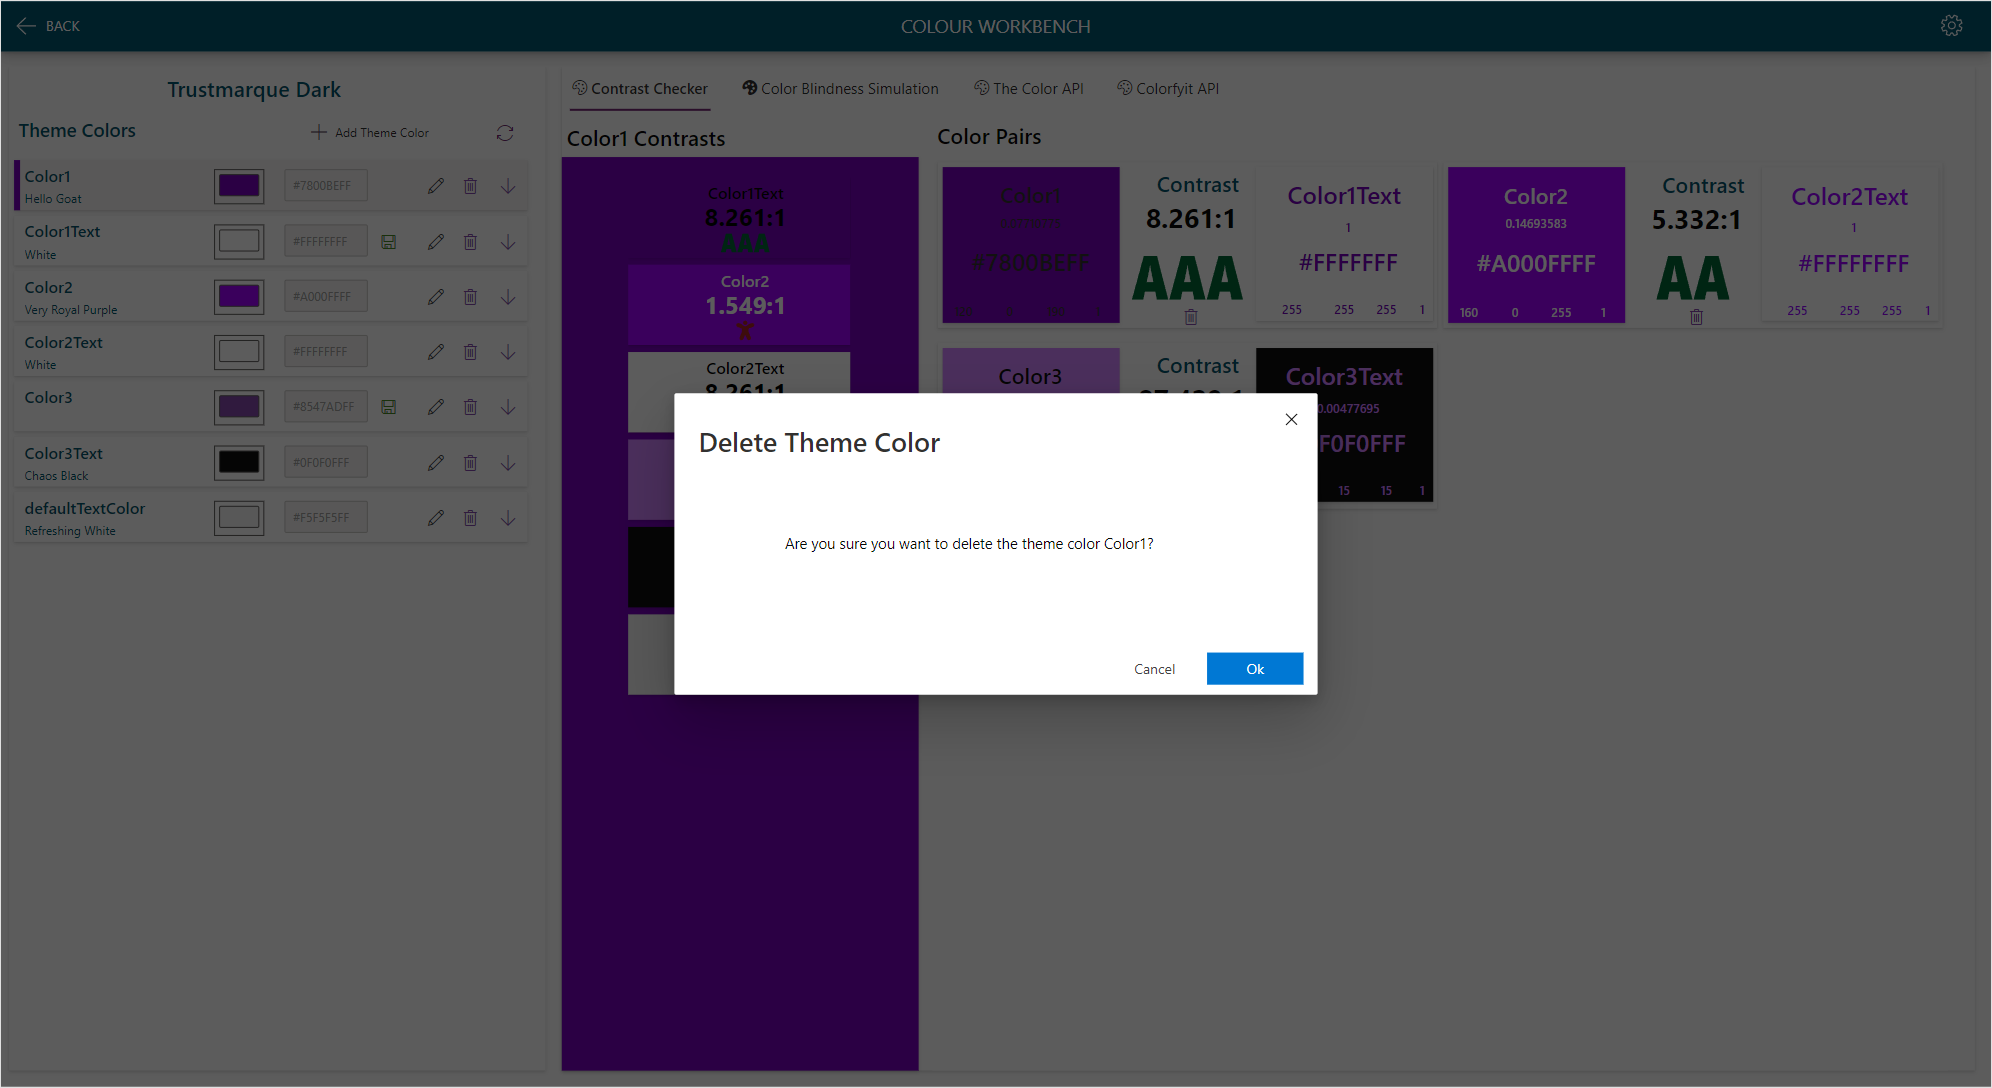 BACK
COLOUR WORKBENCH
Trustmarque Dark
Theme Colors
Add Theme Color
Color1
Hello Goat
#7800BEFF
Color1Text
White
#FFFFFFFF
Color2
Very Royal Purple
#A000FFFF
Color2Text
White
#FFFFFFFF
Color3
#8547ADFF
Color3Text
Chaos Black
#0F0F0FFF
defaultTextColor
Refreshing White
#F5F5F5FF
Contrast Checker
Color Blindness Simulation
The Color API
Colorfyit API
Color1 Contrasts
Color1Text
8.261:1
AAA
Color2
1.549:1
Color2Text
8.261:1
Color Pairs
Color1
#7800BEFF
Contrast
8.261:1
AAA
Color1Text
1
#FFFFFFF
255 255 255 1
Color2
0.14693583
#A000FFFF
160 0 255 1
Contrast
5.332:1
AA
Color2Text
1
#FFFFFFFF
255 255 255 1
Color3
Contrast
Color3Text
0.00477695
F0F0FFF
15 15 1
Delete Theme Color
Are you sure you want to delete the theme color Color1?
Cancel
Ok